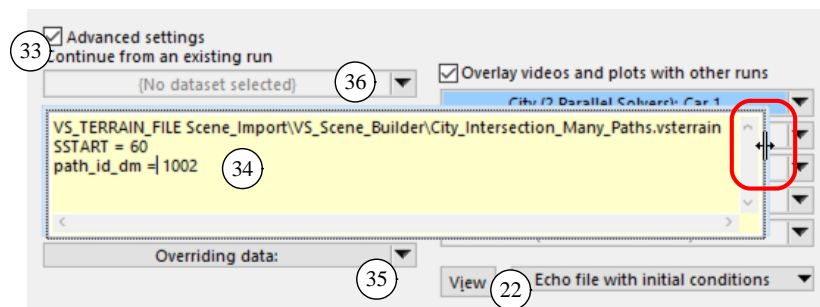 33
Advanced settings
Continue from an existing run
{No dataset selected}
36
Overlay videos and plots with other runs
City (2 Parallel Solvers): Car 1
VS_TERRAIN_FILE Scene_Import\VS_Scene_Builder\City_Intersection_Many_Paths.vsterrain
SSTART = 60
path_id_dm = 1002
34
Overriding data:
35
View
22
Echo file with initial conditions